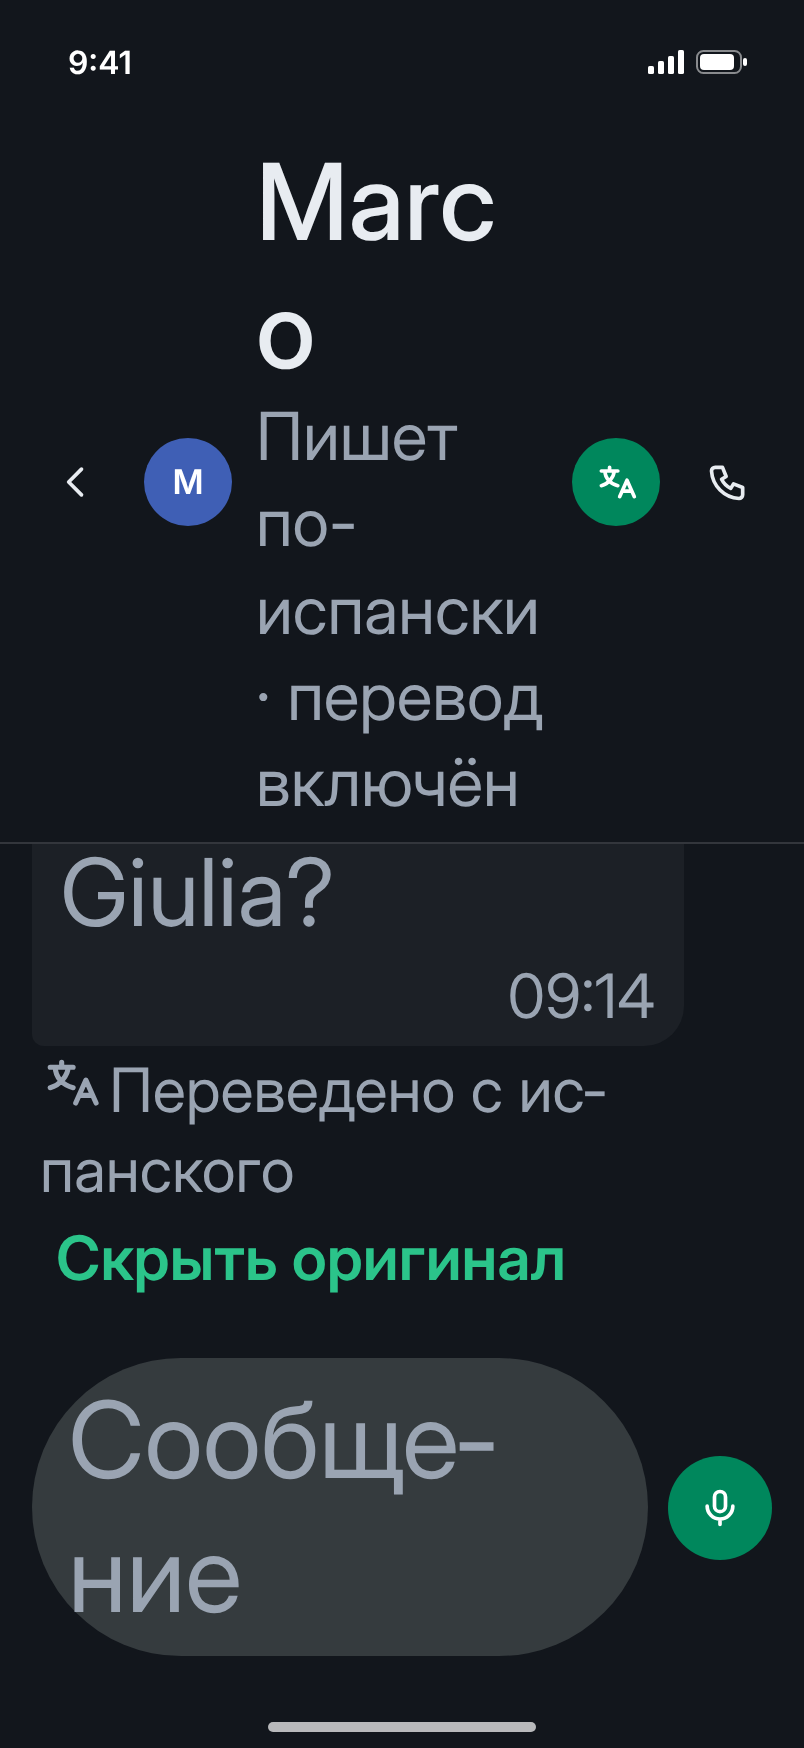 9:41
Marc
o
M
Пишет
по-
испански
· перевод
включён
Giulia?
09:14
Переведено с ис-
панского
Скрыть оригинал
Сообще-
ние